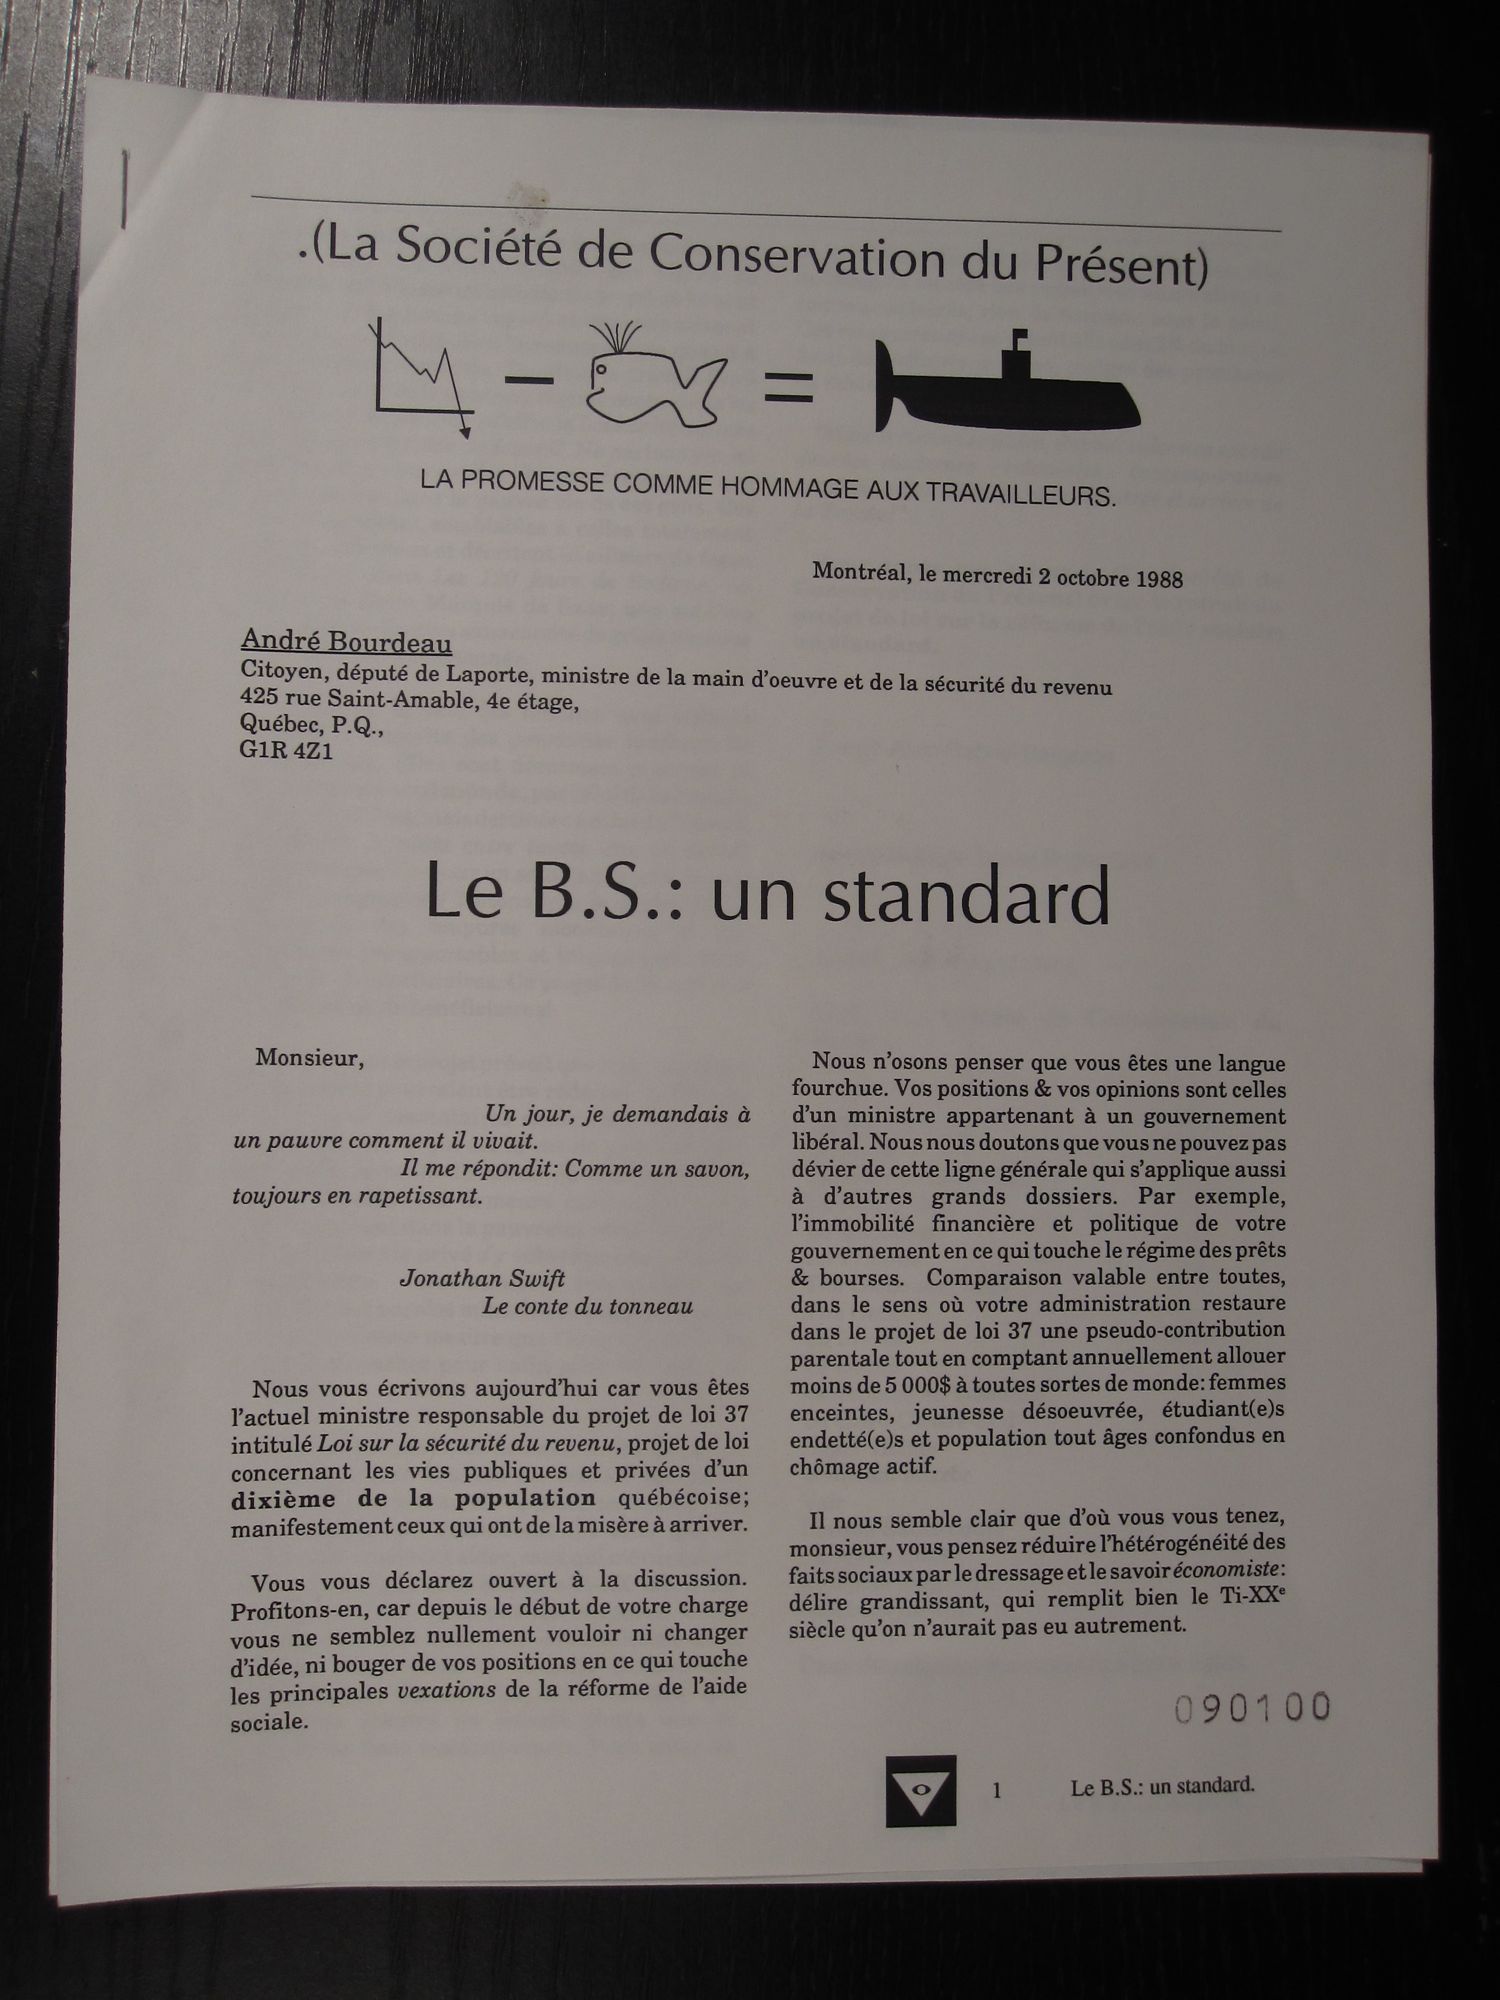 .(La Société de Conservation du Présent)
LA PROMESSE COMME HOMMAGE AUX TRAVAILLEURS.
Montréal, le mercredi 2 octobre 1988
André Bourdeau
Citoyen, député de Laporte, ministre de la main d'oeuvre et de la sécurité du revenu
425 rue Saint-Amable, 4e étage,
Québec, P.Q.,
G1R 4Z1
Le B.S.: un standard
Monsieur,
Un jour, je demandais à
un pauvre comment il vivait.
Il me répondit: Comme un savon,
toujours en rapetissant.
Jonathan Swift
Le conte du tonneau
Nous vous écrivons aujourd'hui car vous êtes
l'actuel ministre responsable du projet de loi 37
intitulé Loi sur la sécurité du revenu, projet de loi
concernant les vies publiques et privées d'un
dixième de la population québécoise;
manifestement ceux qui ont de la misère à arriver.
Vous vous déclarez ouvert à la discussion.
Profitons-en, car depuis le début de votre charge
vous ne semblez nullement vouloir ni changer
d'idée, ni bouger de vos positions en ce qui touche
les principales vexations de la réforme de l'aide
sociale.
Nous n'osons penser que vous êtes une langue
fourchue. Vos positions & vos opinions sont celles
d'un ministre appartenant à un gouvernement
libéral. Nous nous doutons que vous ne pouvez pas
dévier de cette ligne générale qui s'applique aussi
à d'autres grands dossiers. Par exemple,
l'immobilité financière et politique de votre
gouvernement en ce qui touche le régime des prêts
& bourses. Comparaison valable entre toutes,
dans le sens où votre administration restaure
dans le projet de loi 37 une pseudo-contribution
parentale tout en comptant annuellement allouer
moins de 5 000$ à toutes sortes de monde: femmes
enceintes, jeunesse désoeuvrée, étudiant(e)s
endetté(e)s et population tout âges confondus en
chômage actif.
Il nous semble clair que d'où vous vous tenez,
monsieur, vous pensez réduire l'hétérogénéité des
faits sociaux par le dressage et le savoir économiste:
délire grandissant, qui remplit bien le Ti-XXe
siècle qu'on n'aurait pas eu autrement.
090100
1 Le B.S.: un standard.